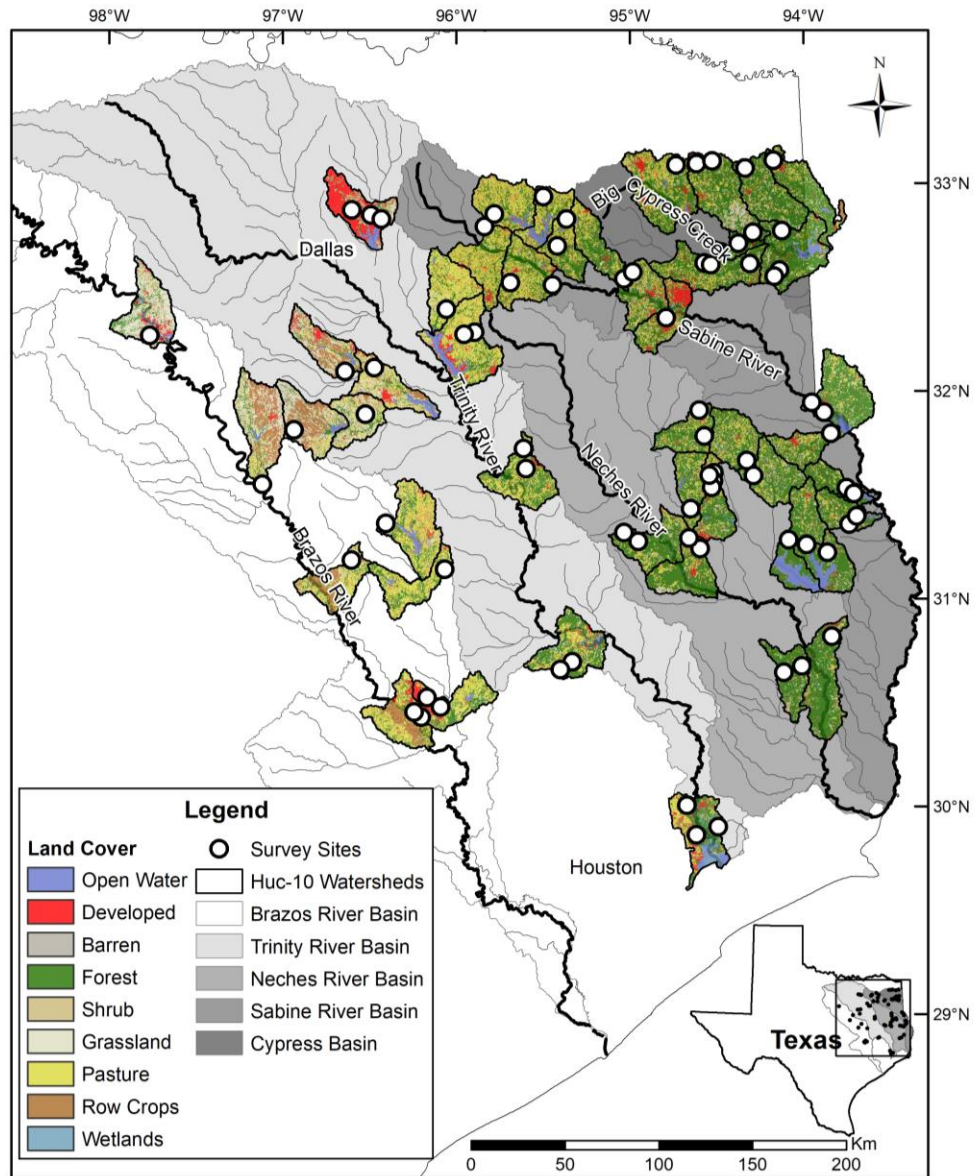 98°W
97°W
96°W
95°W
94°W
N
33°N
Big Cypress Creek
Dallas
Sabine River
32°N
Trinity River
Neches River
Brazos River
31°N
30°N
Houston
29°N
Legend
Land Cover
Open Water
Developed
Barren
Forest
Shrub
Grassland
Pasture
Row Crops
Wetlands
Survey Sites
Huc-10 Watersheds
Brazos River Basin
Trinity River Basin
Neches River Basin
Sabine River Basin
Cypress Basin
Texas
Km
0
50
100
150
200